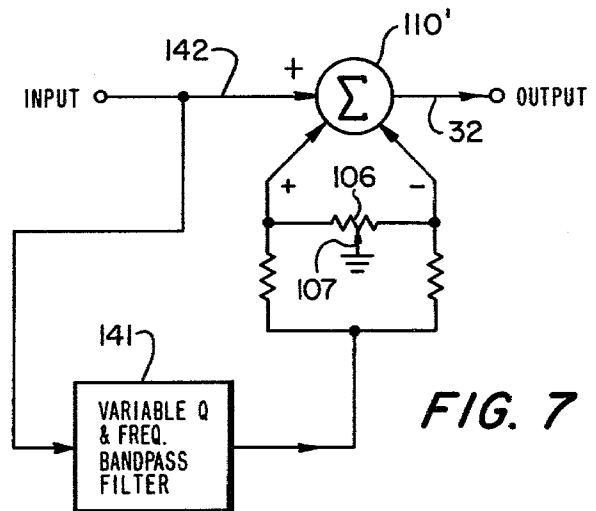 110'
142
+
INPUT
Σ
OUTPUT
32
+
106
-
107
141
VARIABLE Q
& FREQ.
BANDPASS
FILTER
FIG. 7